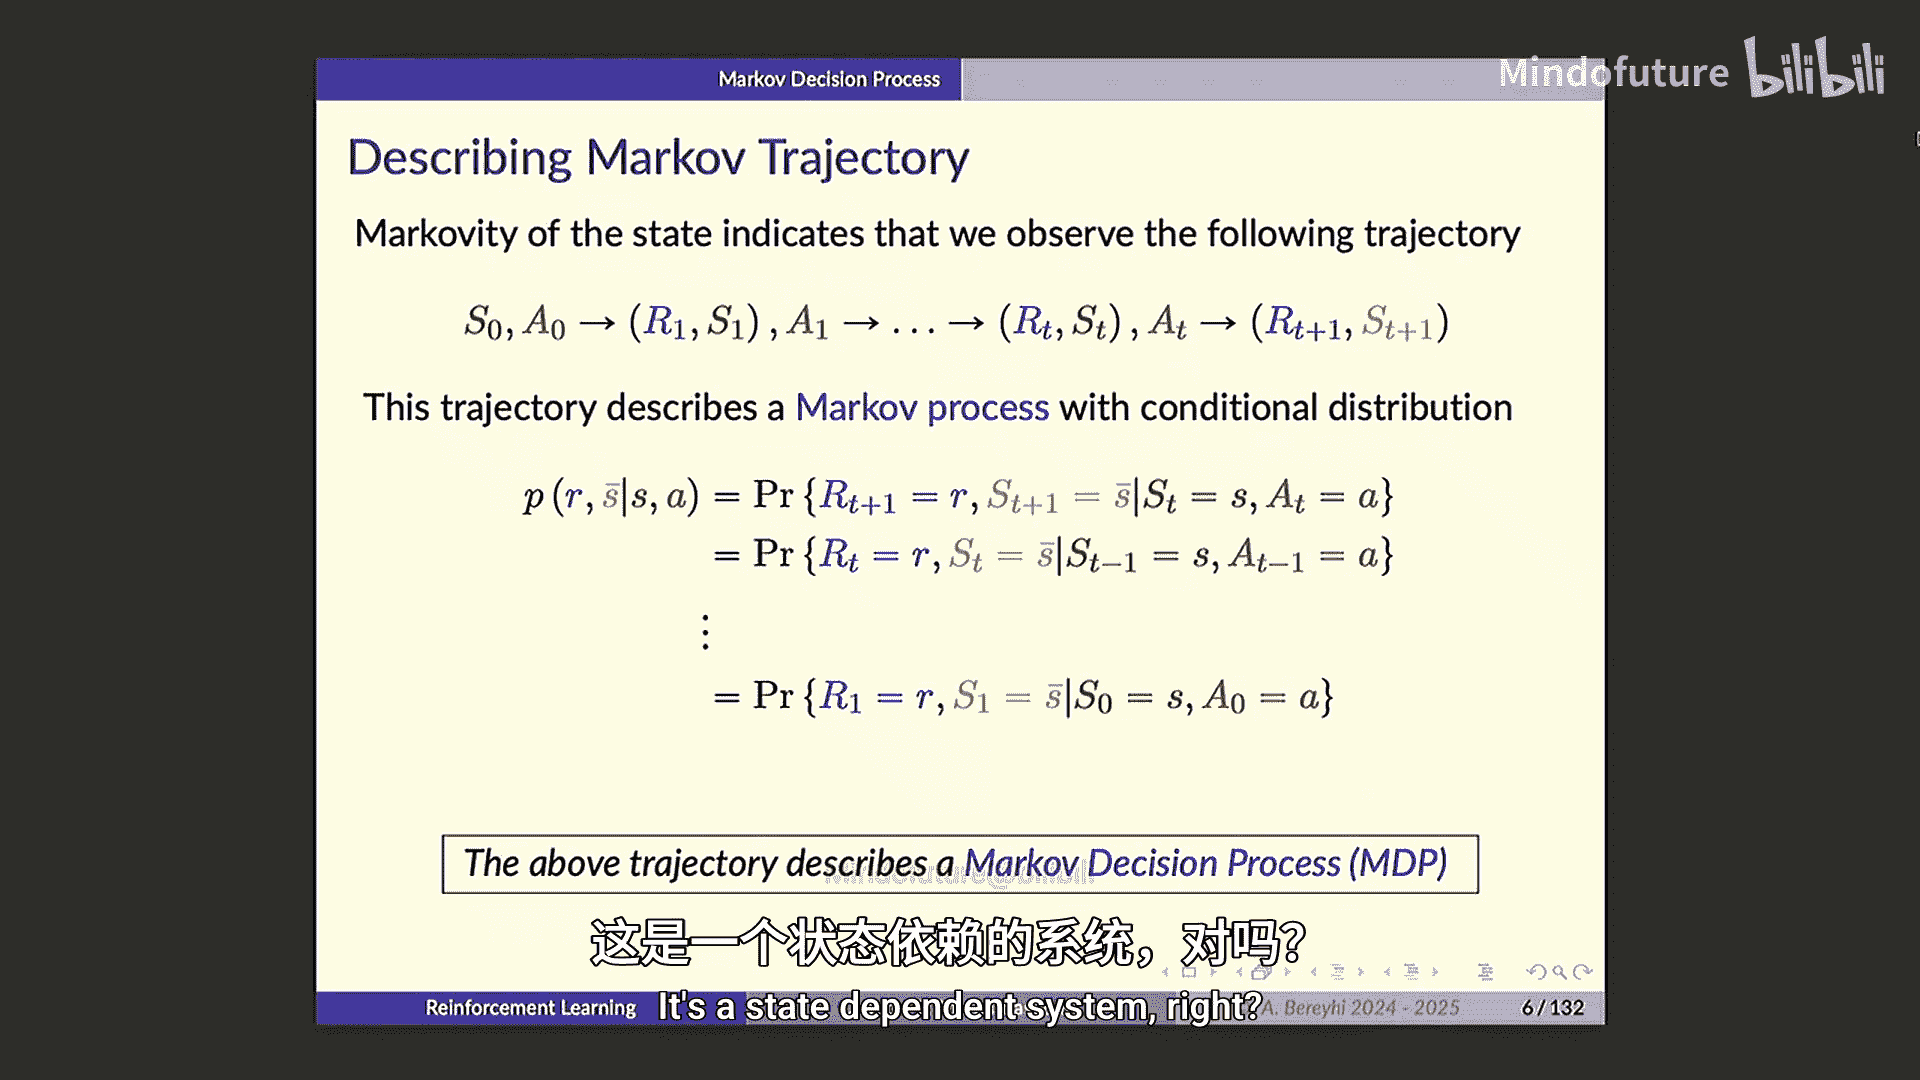 Markov Decision Process
Mindofuture bilibili
Describing Markov Trajectory
Markovity of the state indicates that we observe the following trajectory
S₀, A₀ → (R₁, S₁) , A₁ → … → (Rₜ, Sₜ) , Aₜ → (Rₜ₊₁, Sₜ₊₁)
This trajectory describes a Markov process with conditional distribution
p (r, s̄|s, a) = Pr {Rₜ₊₁ = r, Sₜ₊₁ = s̄|Sₜ = s, Aₜ = a}
= Pr {Rₜ = r, Sₜ = s̄|Sₜ₋₁ = s, Aₜ₋₁ = a}
⋮
= Pr {R₁ = r, S₁ = s̄|S₀ = s, A₀ = a}
The above trajectory describes a Markov Decision Process (MDP)
这是一个状态依赖的系统，对吗？
It's a state dependent system, right?
Reinforcement Learning
A. Bereyhi 2024 - 2025
6 / 132